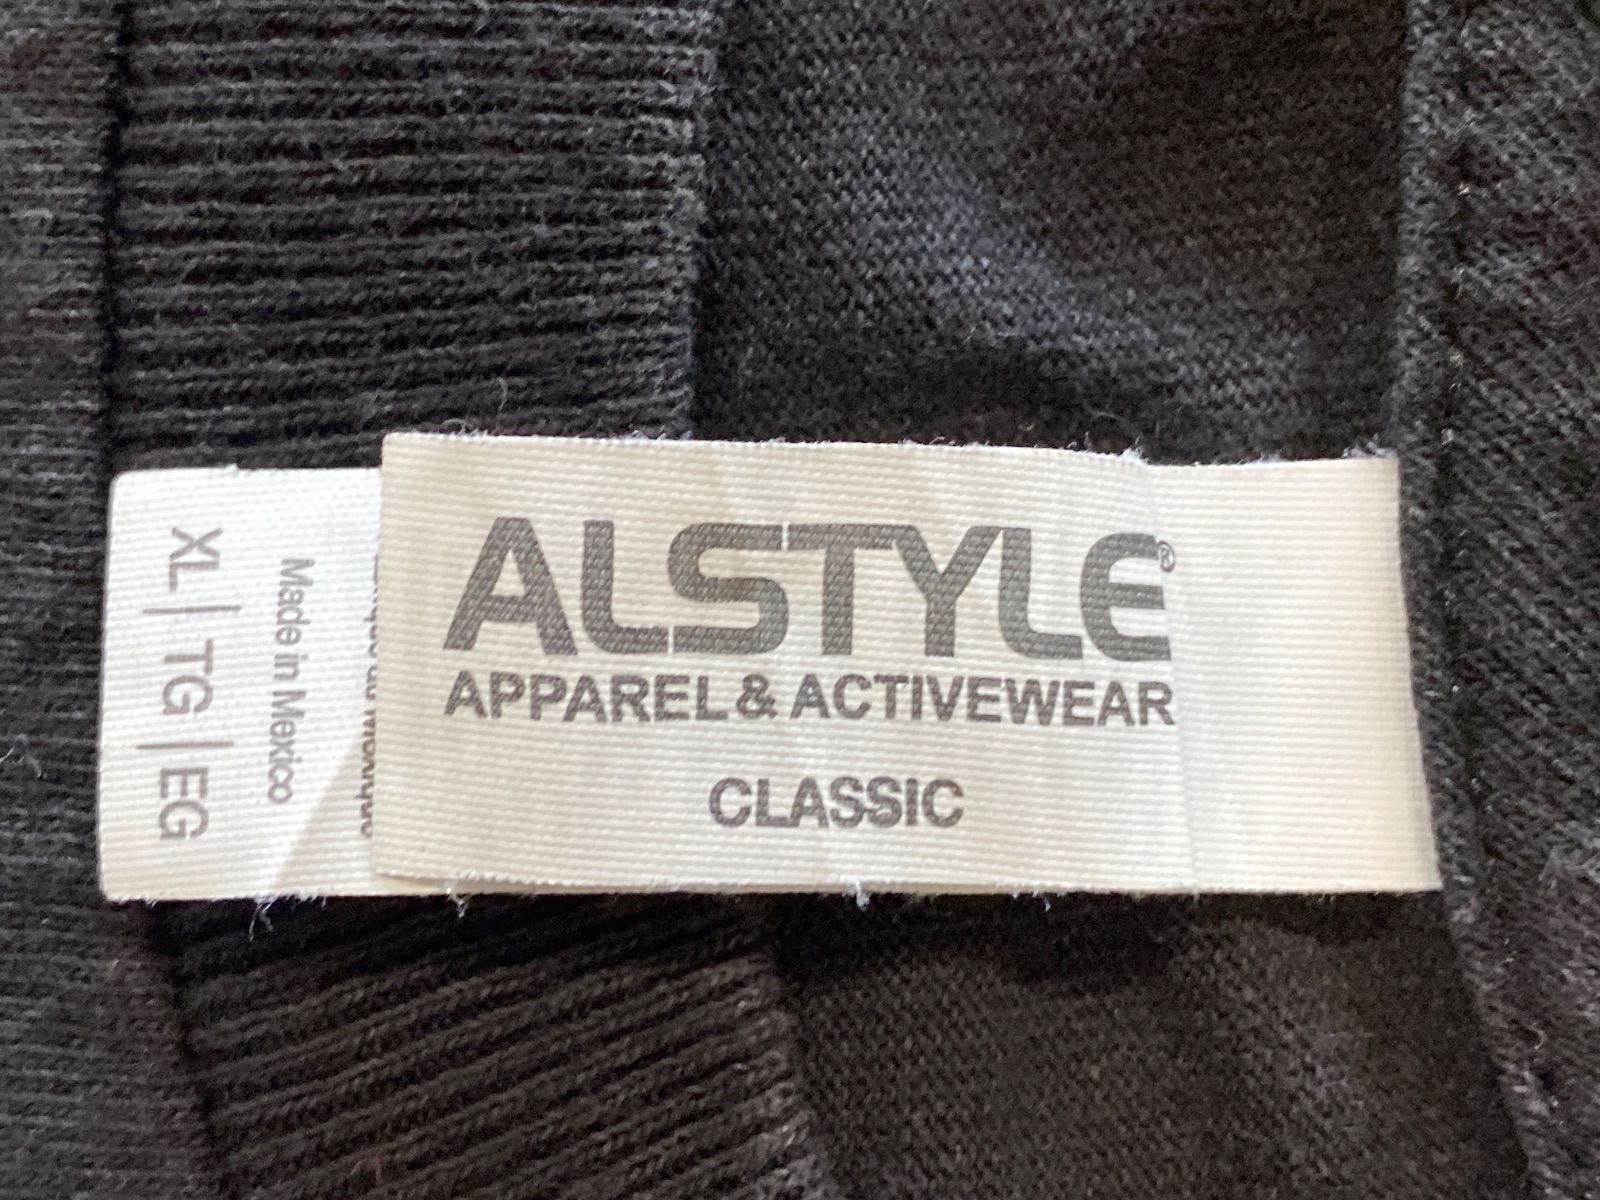 ALSTYLE®
APPAREL & ACTIVEWEAR
CLASSIC
XL | TG | EG
Made in Mexico